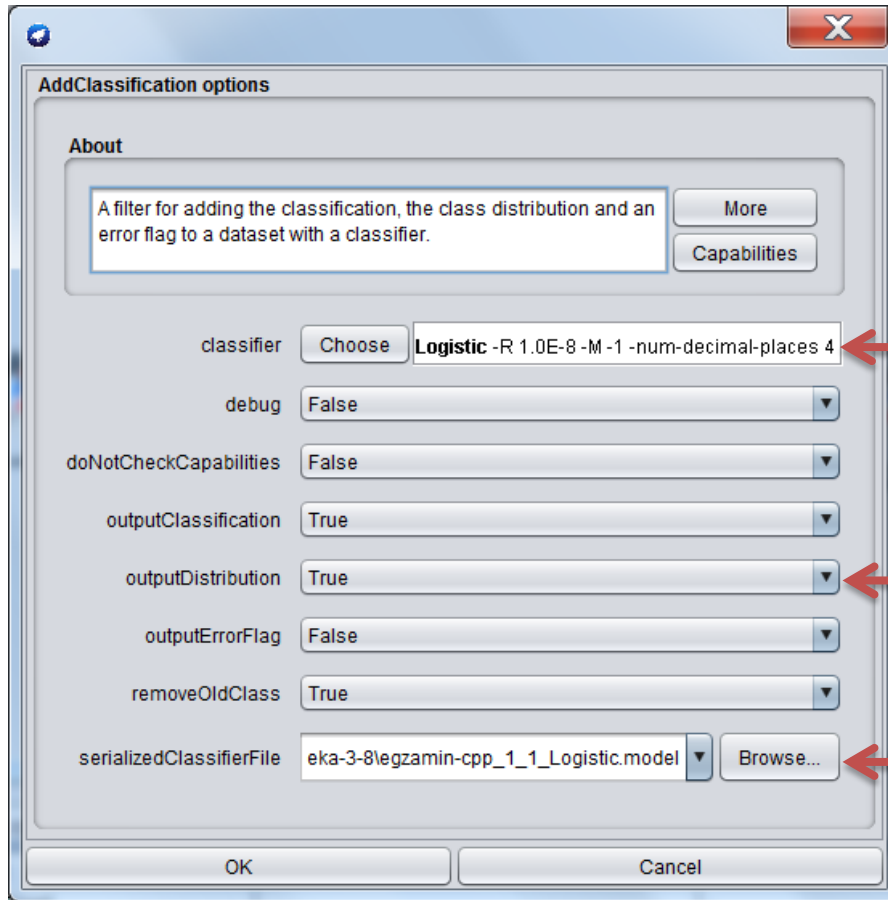 AddClassification options
About
A filter for adding the classification, the class distribution and an
error flag to a dataset with a classifier.
More
Capabilities
classifier Choose Logistic -R 1.0E-8 -M -1 -num-decimal-places 4
debug False
doNotCheckCapabilities False
outputClassification True
outputDistribution True
outputErrorFlag False
removeOldClass True
serializedClassifierFile eka-3-8\egzamin-cpp_1_1_Logistic.model Browse...
OK Cancel